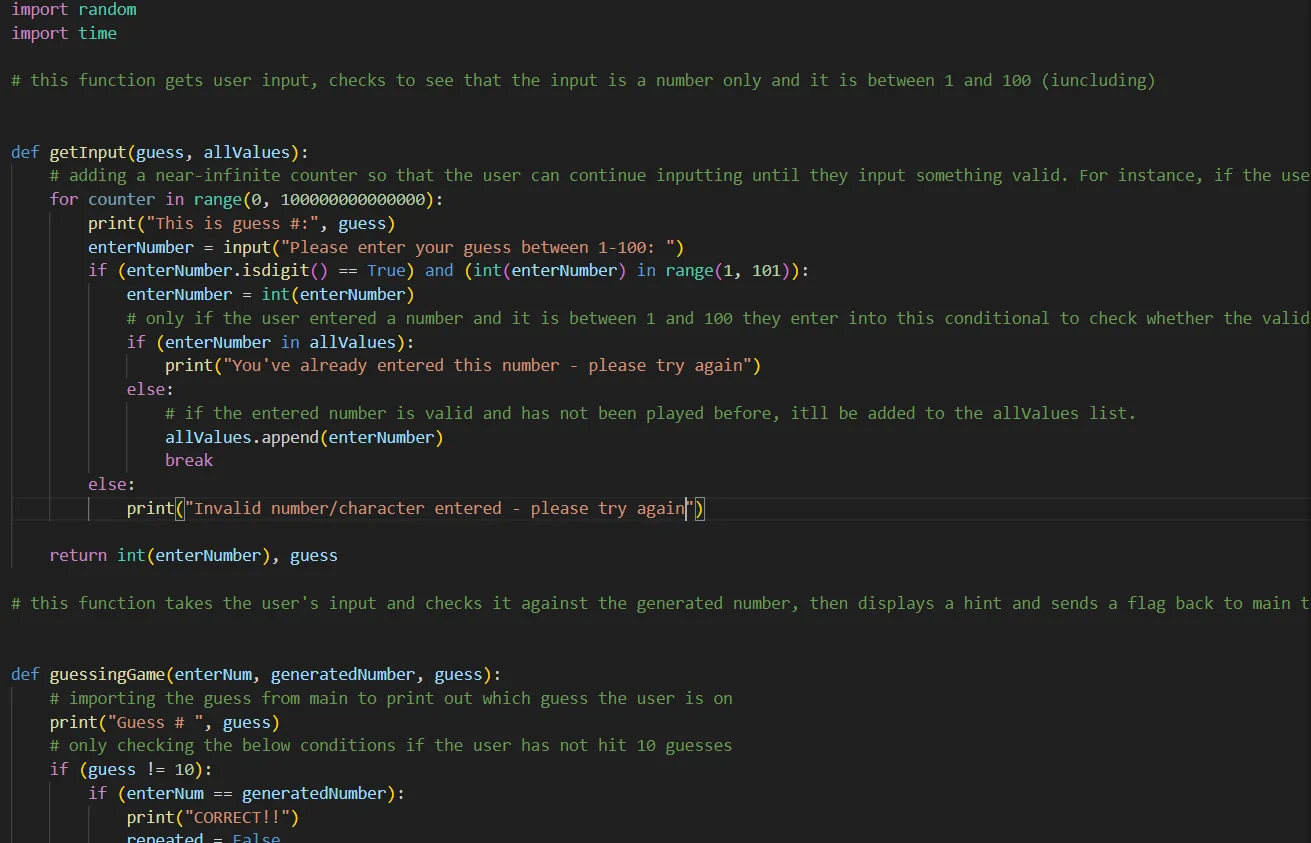 import random
import time
# this function gets user input, checks to see that the input is a number only and it is between 1 and 100 (iuncluding)
def getInput(guess, allValues):
# adding a near-infinite counter so that the user can continue inputting until they input something valid. For instance, if the use
for counter in range(0, 100000000000000):
print("This is guess #:", guess)
enterNumber = input("Please enter your guess between 1-100: ")
if (enterNumber.isdigit() == True) and (int(enterNumber) in range(1, 101)):
enterNumber = int(enterNumber)
# only if the user entered a number and it is between 1 and 100 they enter into this conditional to check whether the valid
if (enterNumber in allValues):
print("You've already entered this number - please try again")
else:
# if the entered number is valid and has not been played before, itll be added to the allValues list.
allValues.append(enterNumber)
break
else:
print("Invalid number/character entered - please try again")
return int(enterNumber), guess
# this function takes the user's input and checks it against the generated number, then displays a hint and sends a flag back to main t
def guessingGame(enterNum, generatedNumber, guess):
# importing the guess from main to print out which guess the user is on
print("Guess # ", guess)
# only checking the below conditions if the user has not hit 10 guesses
if (guess != 10):
if (enterNum == generatedNumber):
print("CORRECT!!")
repeated = False